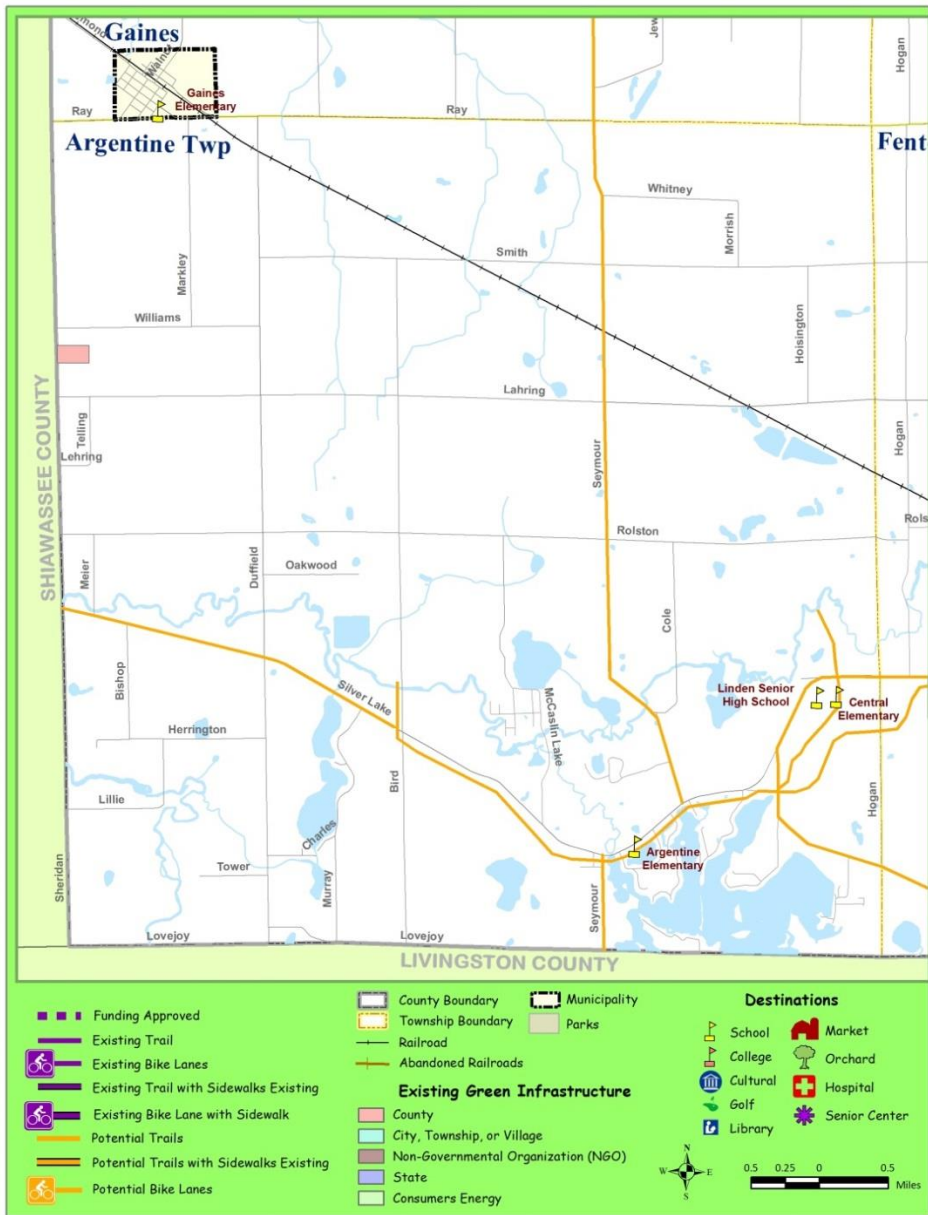 Gaines
Walnut
Gaines
Elementary
Ray
Ray
Hogan
Argentine Twp
Fent
Whitney
Morrish
Smith
Markley
Williams
Hoisington
Lahring
Telling
Lehring
Hogan
Seymour
SHIAWASSEE COUNTY
Rolston
Rols
Meier
Duffield
Oakwood
Cole
Bishop
Silver Lake
McCaslin Lake
Linden Senior
High School
Central
Elementary
Herrington
Bird
Hogan
Lillie
Charles
Argentine
Elementary
Tower
Sheridan
Murray
Seymour
Lovejoy
Lovejoy
LIVINGSTON COUNTY
Funding Approved
Existing Trail
Existing Bike Lanes
Existing Trail with Sidewalks Existing
Existing Bike Lane with Sidewalk
Potential Trails
Potential Trails with Sidewalks Existing
Potential Bike Lanes
County Boundary
Township Boundary
Railroad
Abandoned Railroads
Municipality
Parks
Existing Green Infrastructure
County
City, Township, or Village
Non-Governmental Organization (NGO)
State
Consumers Energy
Destinations
School
College
Cultural
Golf
Library
Market
Orchard
Hospital
Senior Center
N
W
E
S
0.5 0.25 0 0.5
Miles